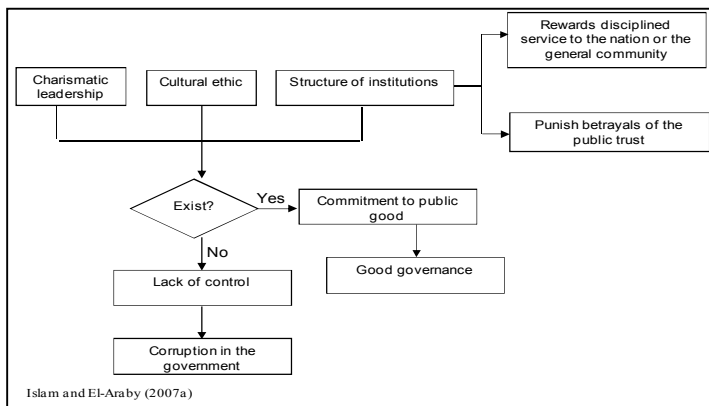 Rewards disciplined
service to the nation or the
general community
Charismatic
leadership
Cultural ethic
Structure of institutions
Punish betrayals of the
public trust
Exist?
Yes
Commitment to public
good
No
Good governance
Lack of control
Corruption in the
government
Islam and El-Araby (2007a)